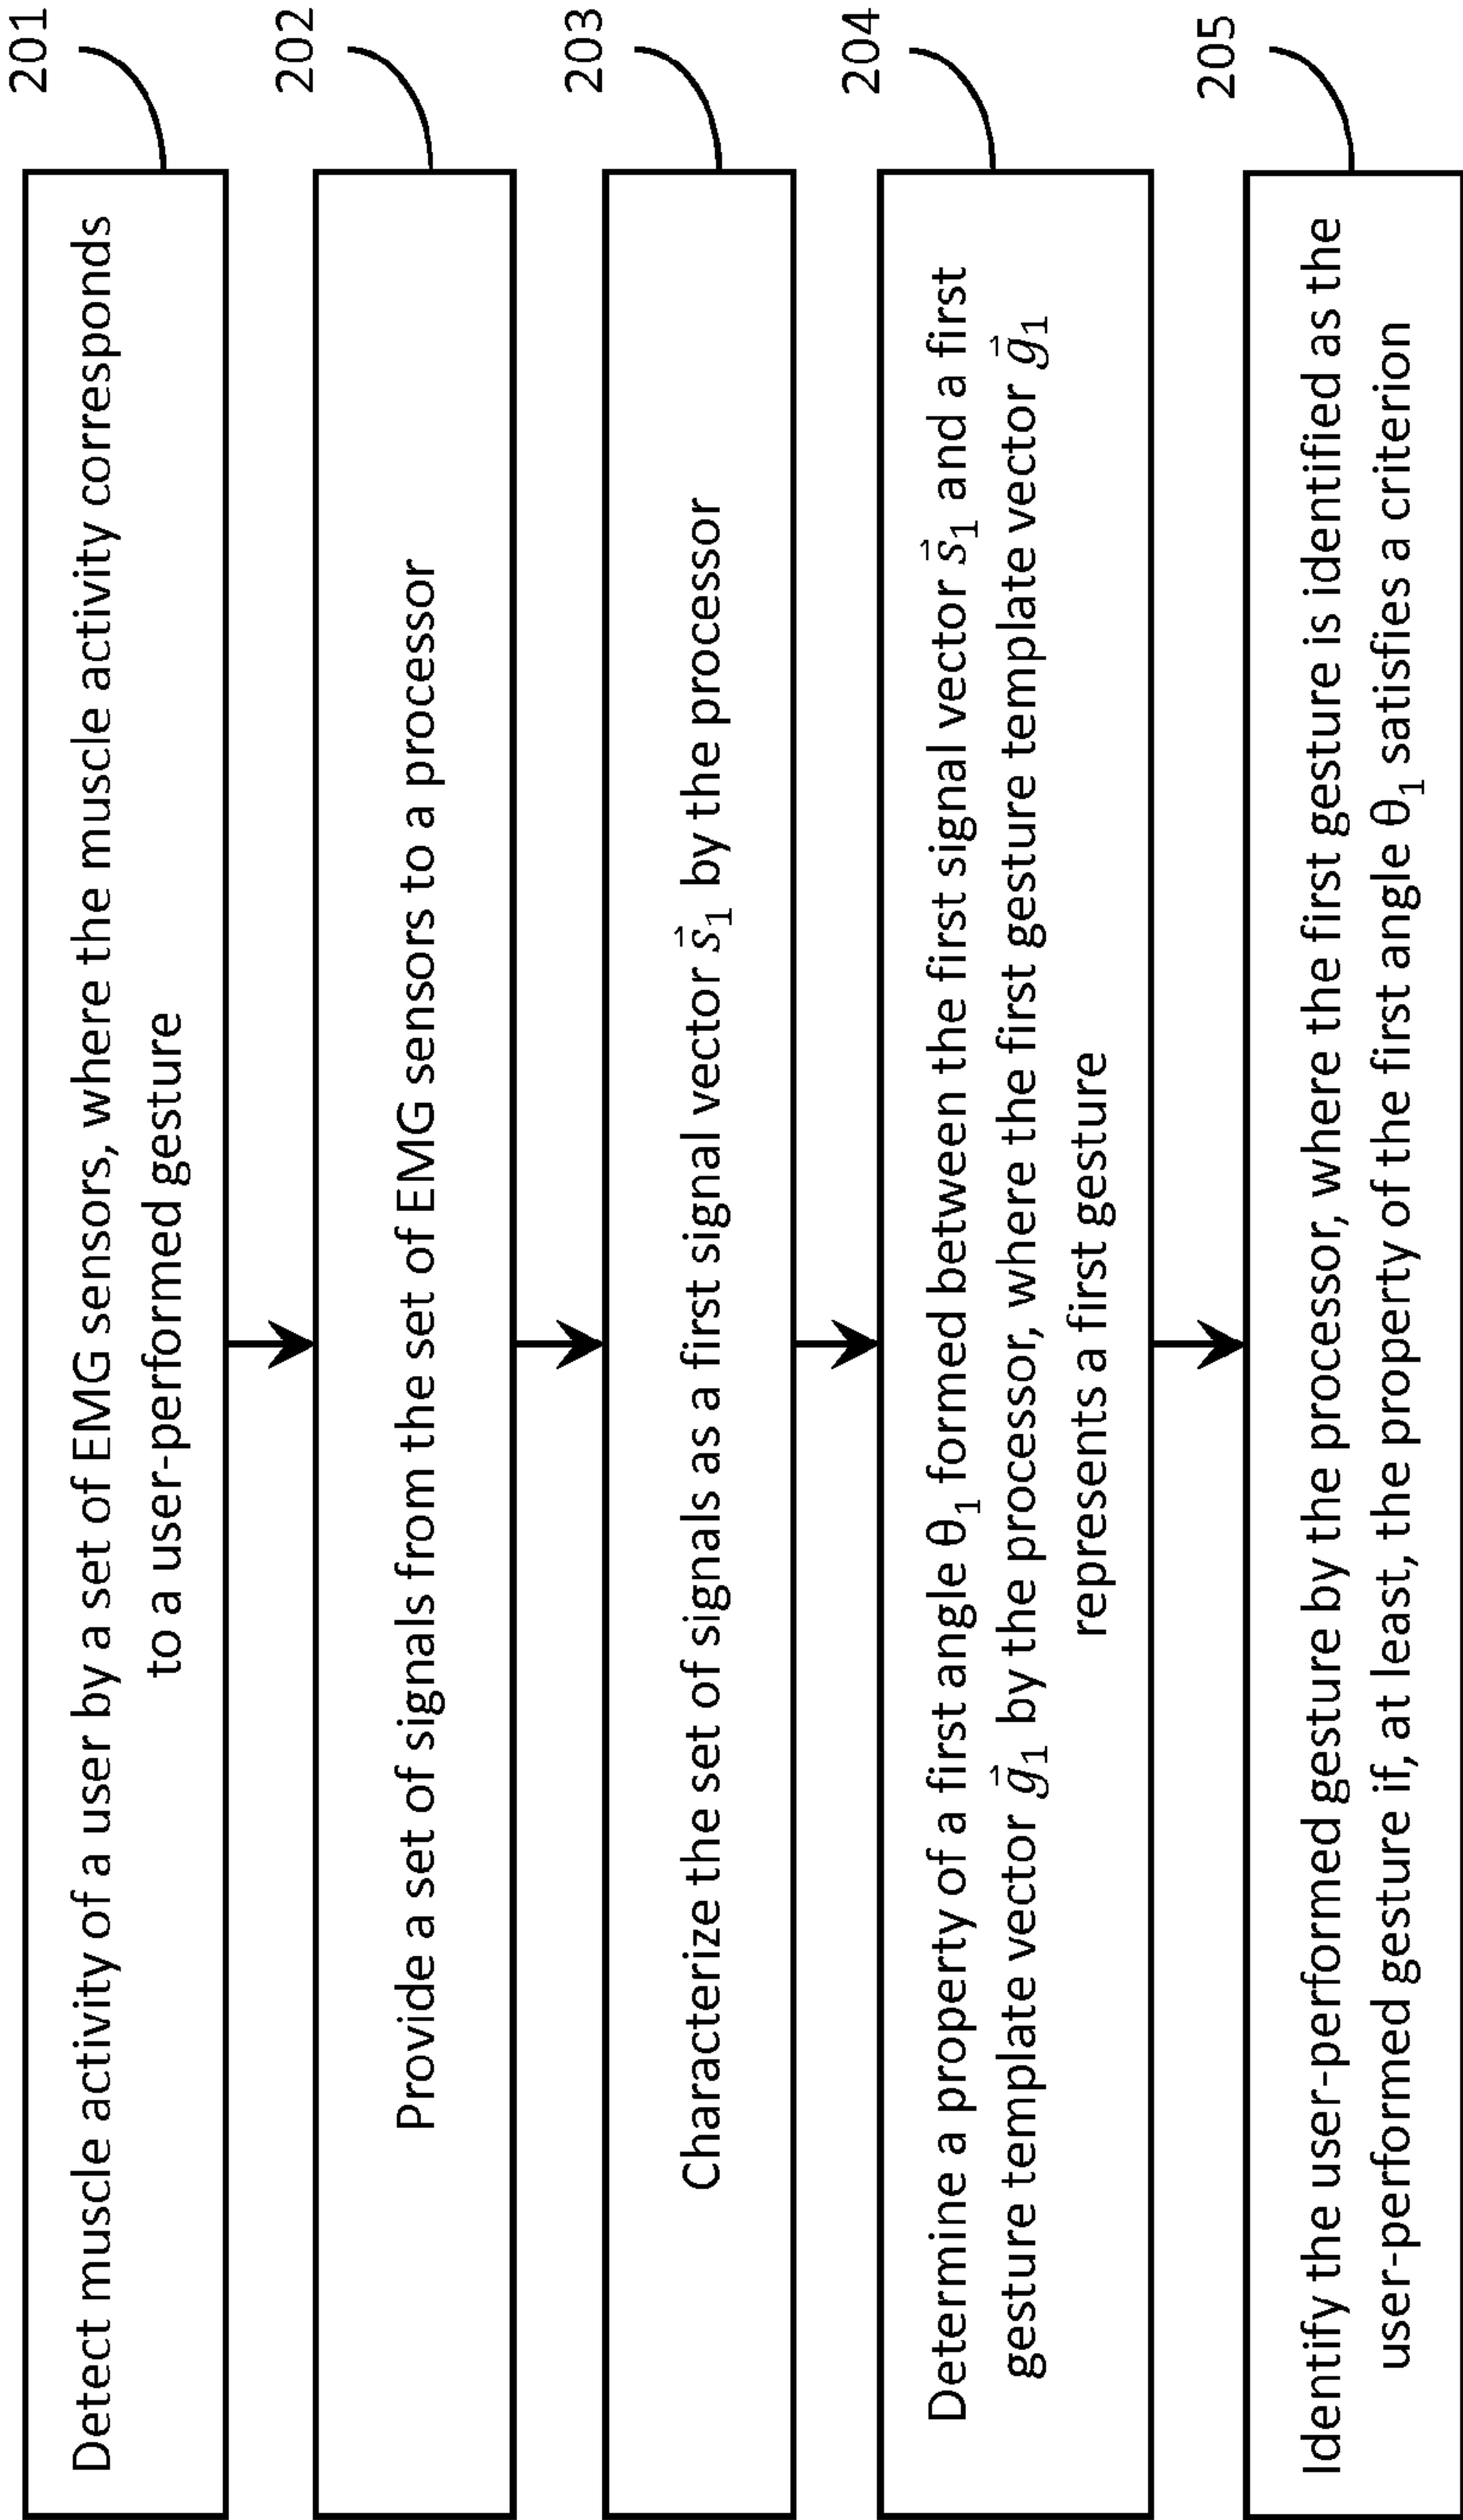 201
Detect muscle activity of a user by a set of EMG sensors, where the muscle activity corresponds
to a user-performed gesture
202
Provide a set of signals from the set of EMG sensors to a processor
203
Characterize the set of signals as a first signal vector s⃗₁ by the processor
204
Determine a property of a first angle θ₁ formed between the first signal vector s⃗₁ and a first
gesture template vector g⃗₁ by the processor, where the first gesture template vector g⃗₁
represents a first gesture
205
Identify the user-performed gesture by the processor, where the first gesture is identified as the
user-performed gesture if, at least, the property of the first angle θ₁ satisfies a criterion